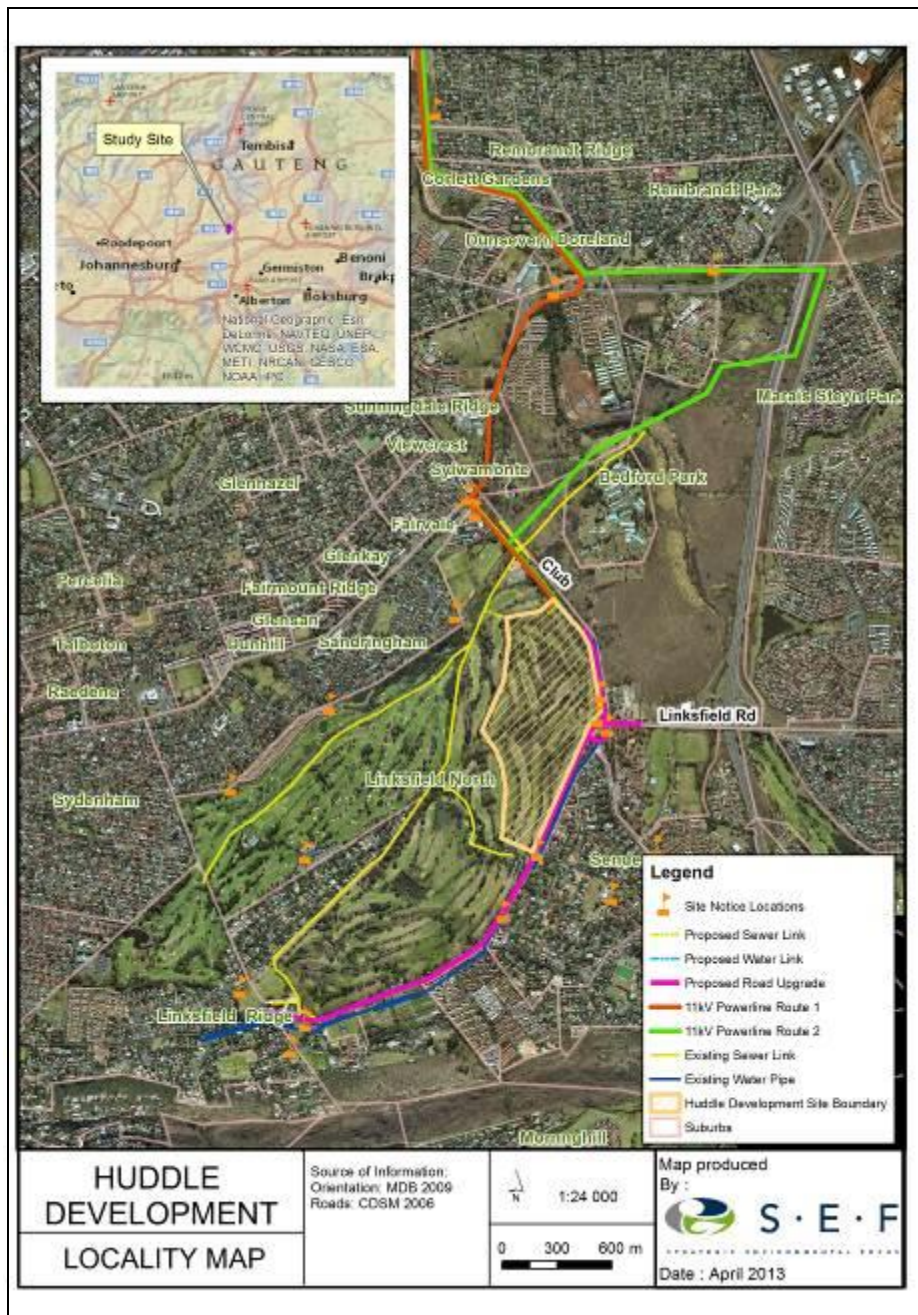 Study Site
Tembisa
GAUTENG
Roodepoort
Johannesburg
Germiston
Benoni
Alberton
Boksburg
National Geographic, Esri,
DeLorme, NAVTEQ, UNEP-
WCMC, USGS, NASA, ESA,
METI, NRCAN, GEBCO,
NOAA, iPC
Rembrandt Ridge
Corlett Gardens
Rembrandt Park
Dunsevern Doreland
Marais Steyn Park
Sunningdale Ridge
Viewcrest
Sylwamonte
Glenhazel
Bedford Park
Fairvale
Glenkay
Club
Percelia
Fairmount Ridge
Glensan
Talboton
Dunhill
Sandringham
Raedene
Linksfield Rd
Linksfield North
Sydenham
Linksfield Ridge
Morninghill
Legend
Site Notice Locations
Proposed Sewer Link
Proposed Water Link
Proposed Road Upgrade
11kV Powerline Route 1
11kV Powerline Route 2
Existing Sewer Link
Existing Water Pipe
Huddle Development Site Boundary
Suburbs
HUDDLE
DEVELOPMENT
LOCALITY MAP
Source of Information:
Orientation: MDB 2009
Roads: CDSM 2006
N
1:24 000
0 300 600 m
Map produced
By :
S · E · F
Date : April 2013